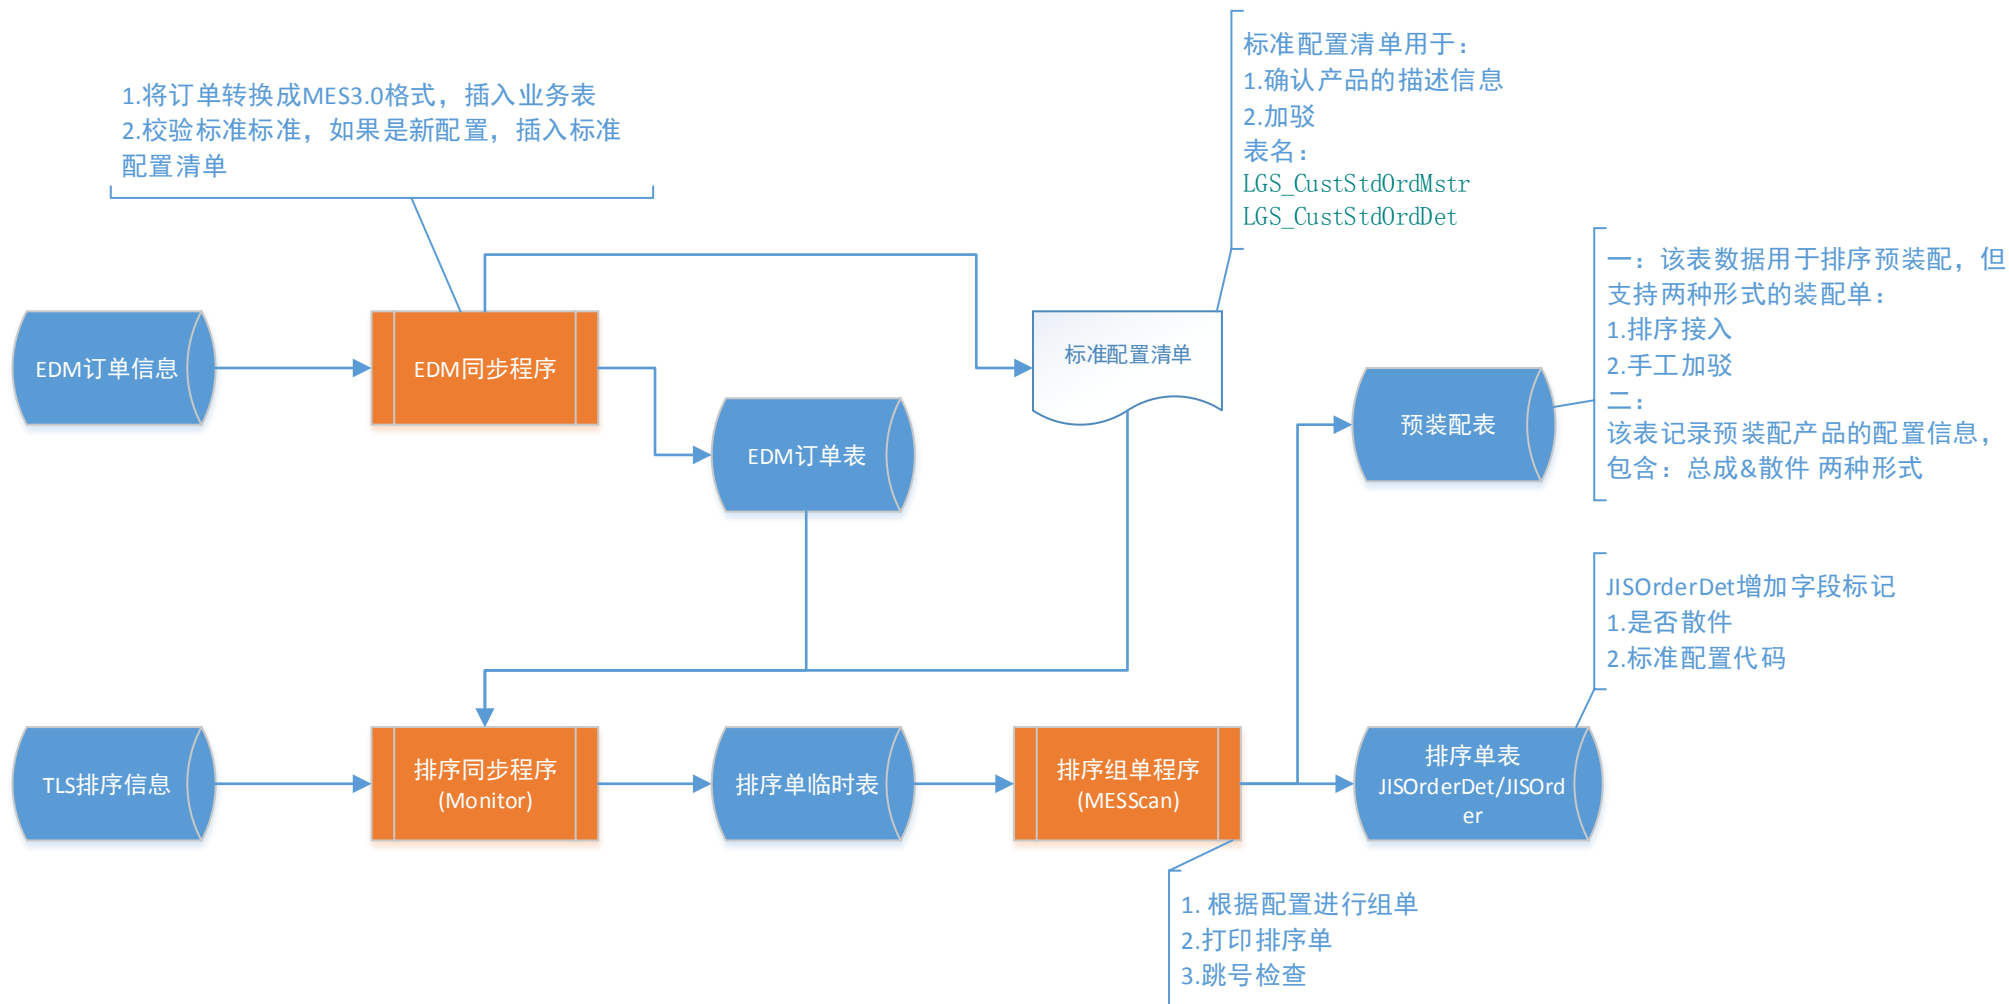 标准配置清单用于：
1.确认产品的描述信息
2.加驳
表名：
LGS_CustStdOrdMstr
LGS_CustStdOrdDet
1.将订单转换成MES3.0格式，插入业务表
2.校验标准标准，如果是新配置，插入标准
配置清单
一：该表数据用于排序预装配，但
支持两种形式的装配单：
1.排序接入
2.手工加驳
二：
该表记录预装配产品的配置信息，
包含：总成&散件 两种形式
EDM订单信息
EDM同步程序
标准配置清单
EDM订单表
预装配表
JISOrderDet增加字段标记
1.是否散件
2.标准配置代码
TLS排序信息
排序同步程序
(Monitor)
排序单临时表
排序组单程序
(MESScan)
排序单表
JISOrderDet/JISOrd
er
1. 根据配置进行组单
2.打印排序单
3.跳号检查